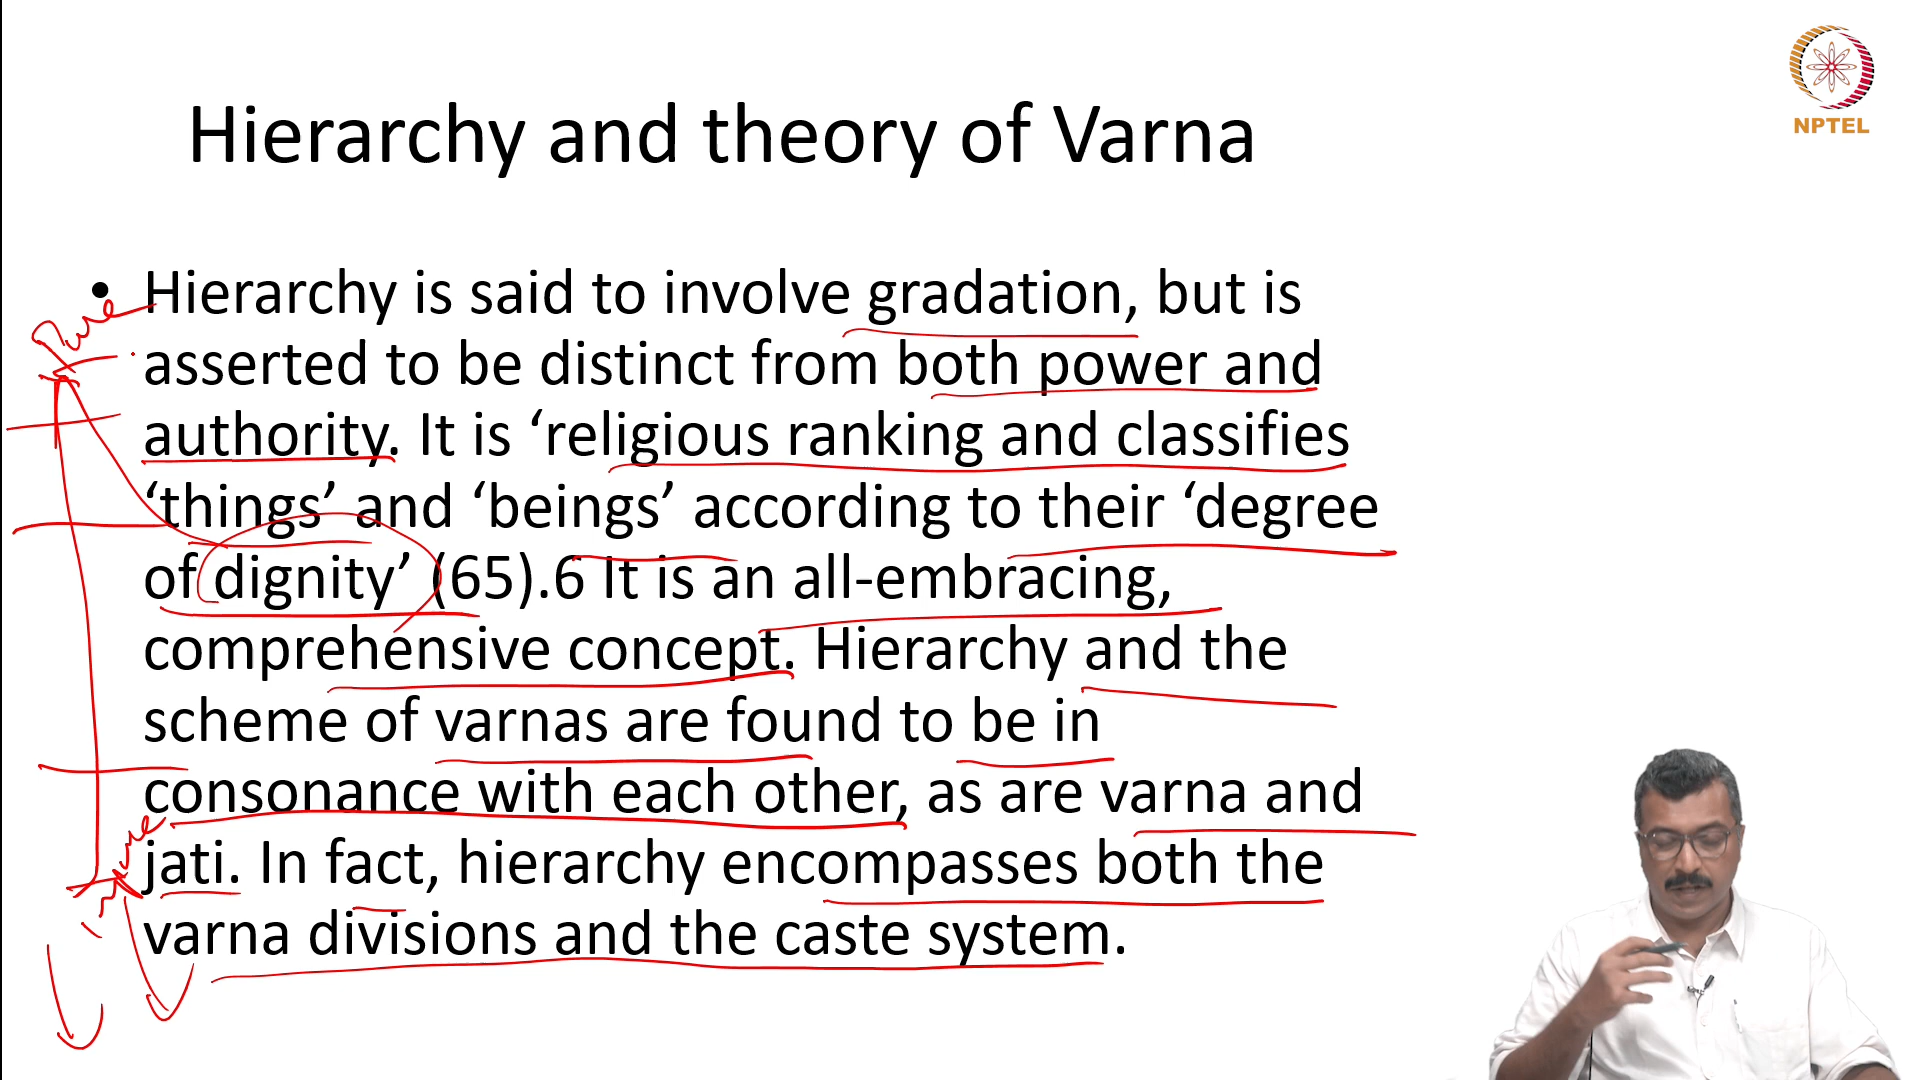 NPTEL
Hierarchy and theory of Varna
• Hierarchy is said to involve gradation, but is
asserted to be distinct from both power and
authority. It is ‘religious ranking and classifies
‘things’ and ‘beings’ according to their ‘degree
of dignity’ (65).6 It is an all-embracing,
comprehensive concept. Hierarchy and the
scheme of varnas are found to be in
consonance with each other, as are varna and
jati. In fact, hierarchy encompasses both the
varna divisions and the caste system.
Pure
impure